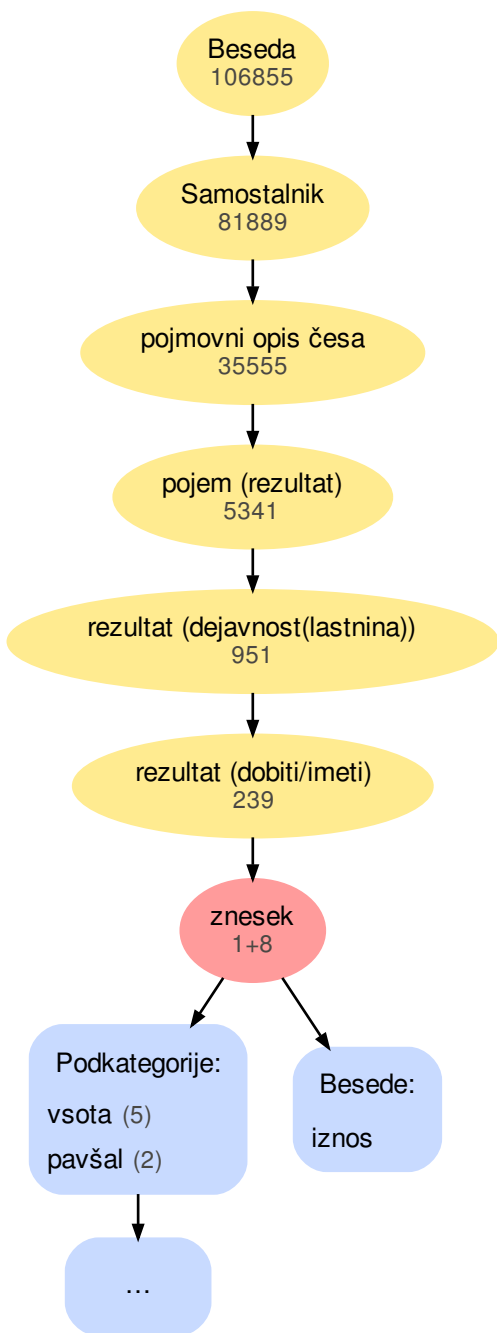 Beseda
106855
Samostalnik
81889
pojmovni opis česa
35555
pojem (rezultat)
5341
rezultat (dejavnost(lastnina))
951
rezultat (dobiti/imeti)
239
znesek
1+8
Podkategorije:
vsota (5)
pavšal (2)
Besede:
iznos
...